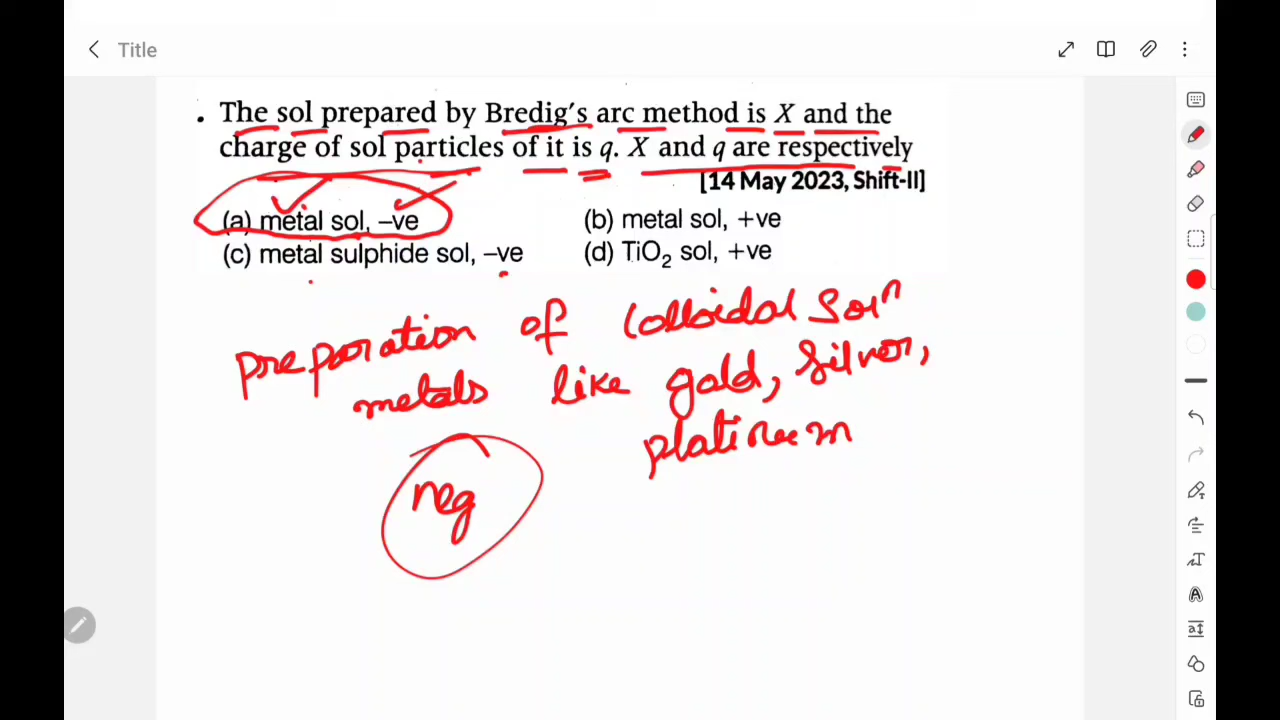 Title
. The sol prepared by Bredig's arc method is X and the
charge of sol particles of it is q. X and q are respectively
[14 May 2023, Shift-II]
(a) metal sol, –ve (b) metal sol, +ve
(c) metal sulphide sol, –ve (d) TiO₂ sol, +ve
preparation of Colloidal Solⁿ
metals like gold, Silver,
platinum
neg